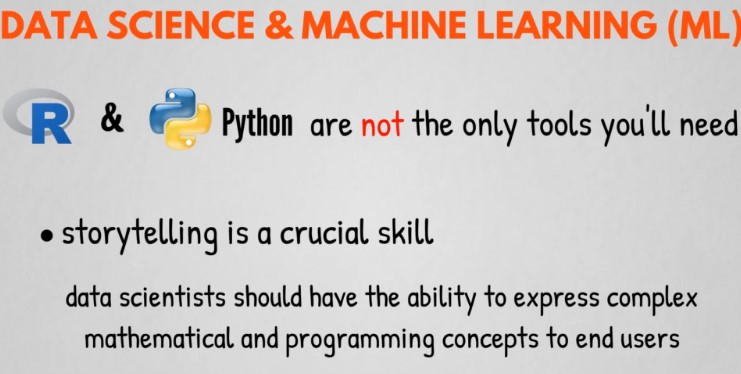 DATA SCIENCE & MACHINE LEARNING (ML)
R & Python are not the only tools you'll need
• storytelling is a crucial skill
data scientists should have the ability to express complex
mathematical and programming concepts to end users